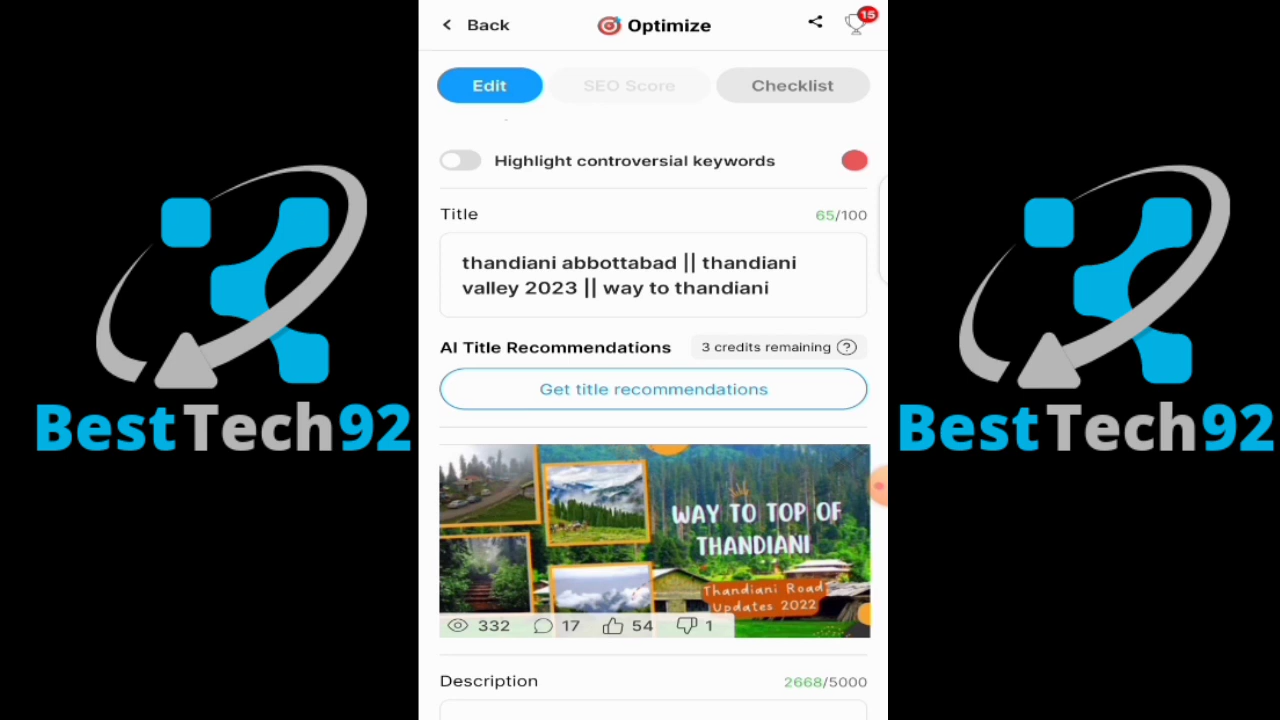 Back
Optimize
15
Edit
SEO Score
Checklist
Highlight controversial keywords
Title
65/100
thandiani abbottabad || thandiani
valley 2023 || way to thandiani
AI Title Recommendations
3 credits remaining ?
Get title recommendations
WAY TO TOP OF
THANDIANI
Thandiani Road
Updates 2022
332
17
54
1
Description
2668/5000
BestTech92
BestTech92